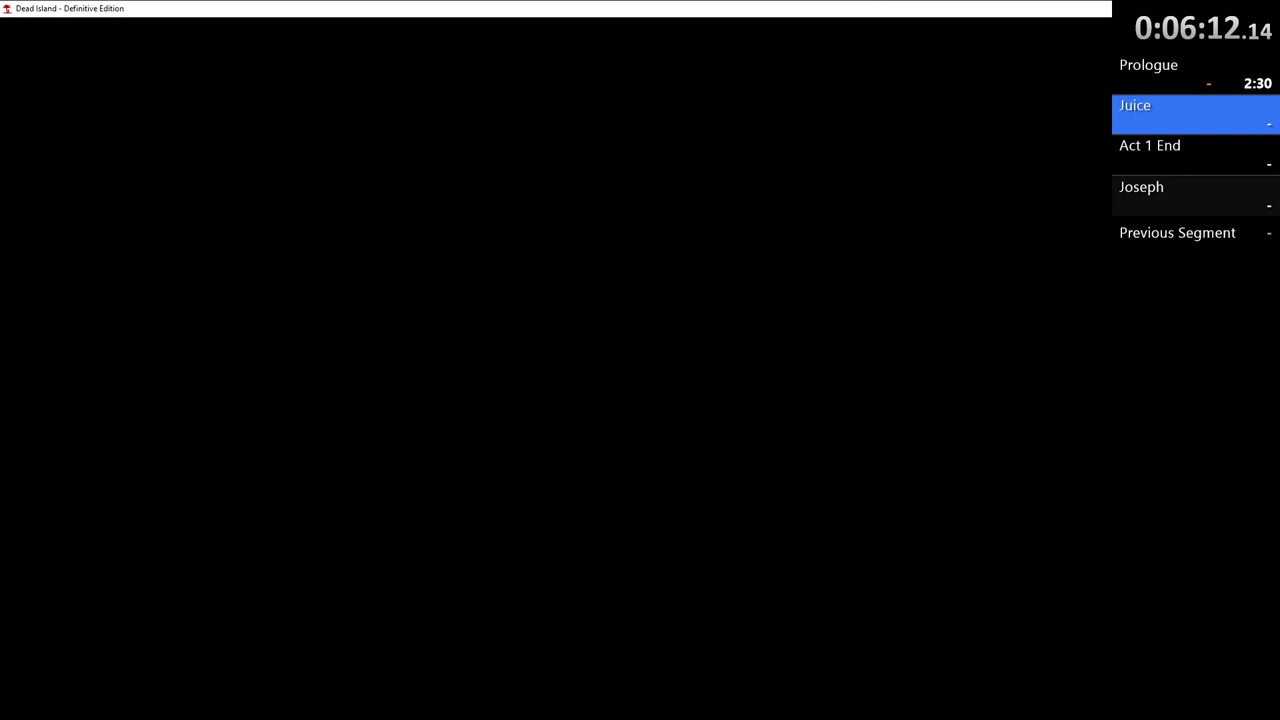 Dead Island - Definitive Edition
0:06:12.14
Prologue
- 2:30
Juice
-
Act 1 End
-
Joseph
-
Previous Segment -